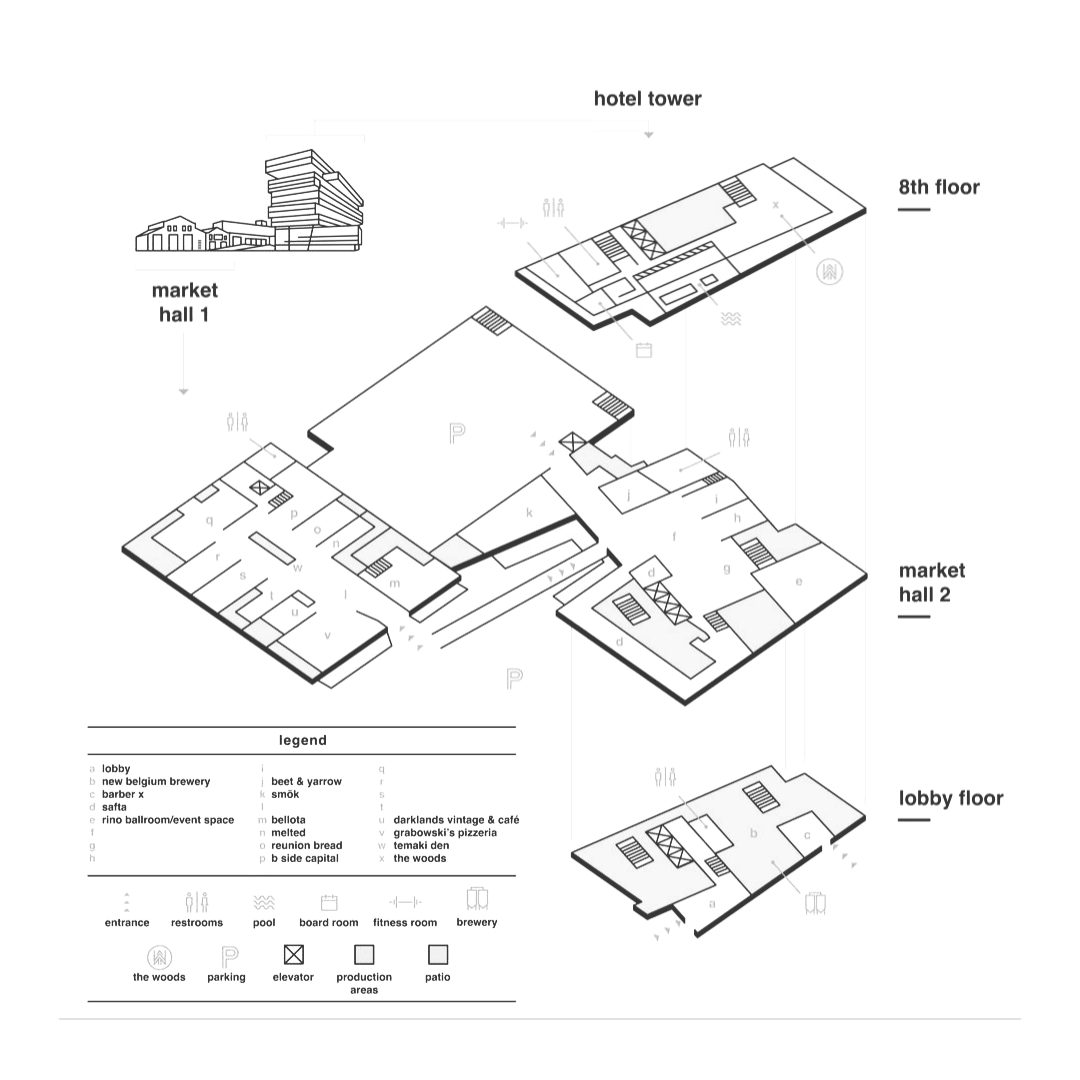 hotel tower
8th floor
x
market
hall 1
P
q
p
o
n
r
s
w
m
t
u
l
v
k
j
i
h
f
g
d
e
d
market
hall 2
P
legend
a lobby
b new belgium brewery
c barber x
d safta
e rino ballroom/event space
f
g
h
i
j beet & yarrow
k smōk
l
m bellota
n melted
o reunion bread
p b side capital
q
r
s
t
u darklands vintage & café
v grabowski's pizzeria
w temaki den
x the woods
lobby floor
b
c
a
entrance restrooms pool board room fitness room brewery
P
the woods parking elevator production areas patio